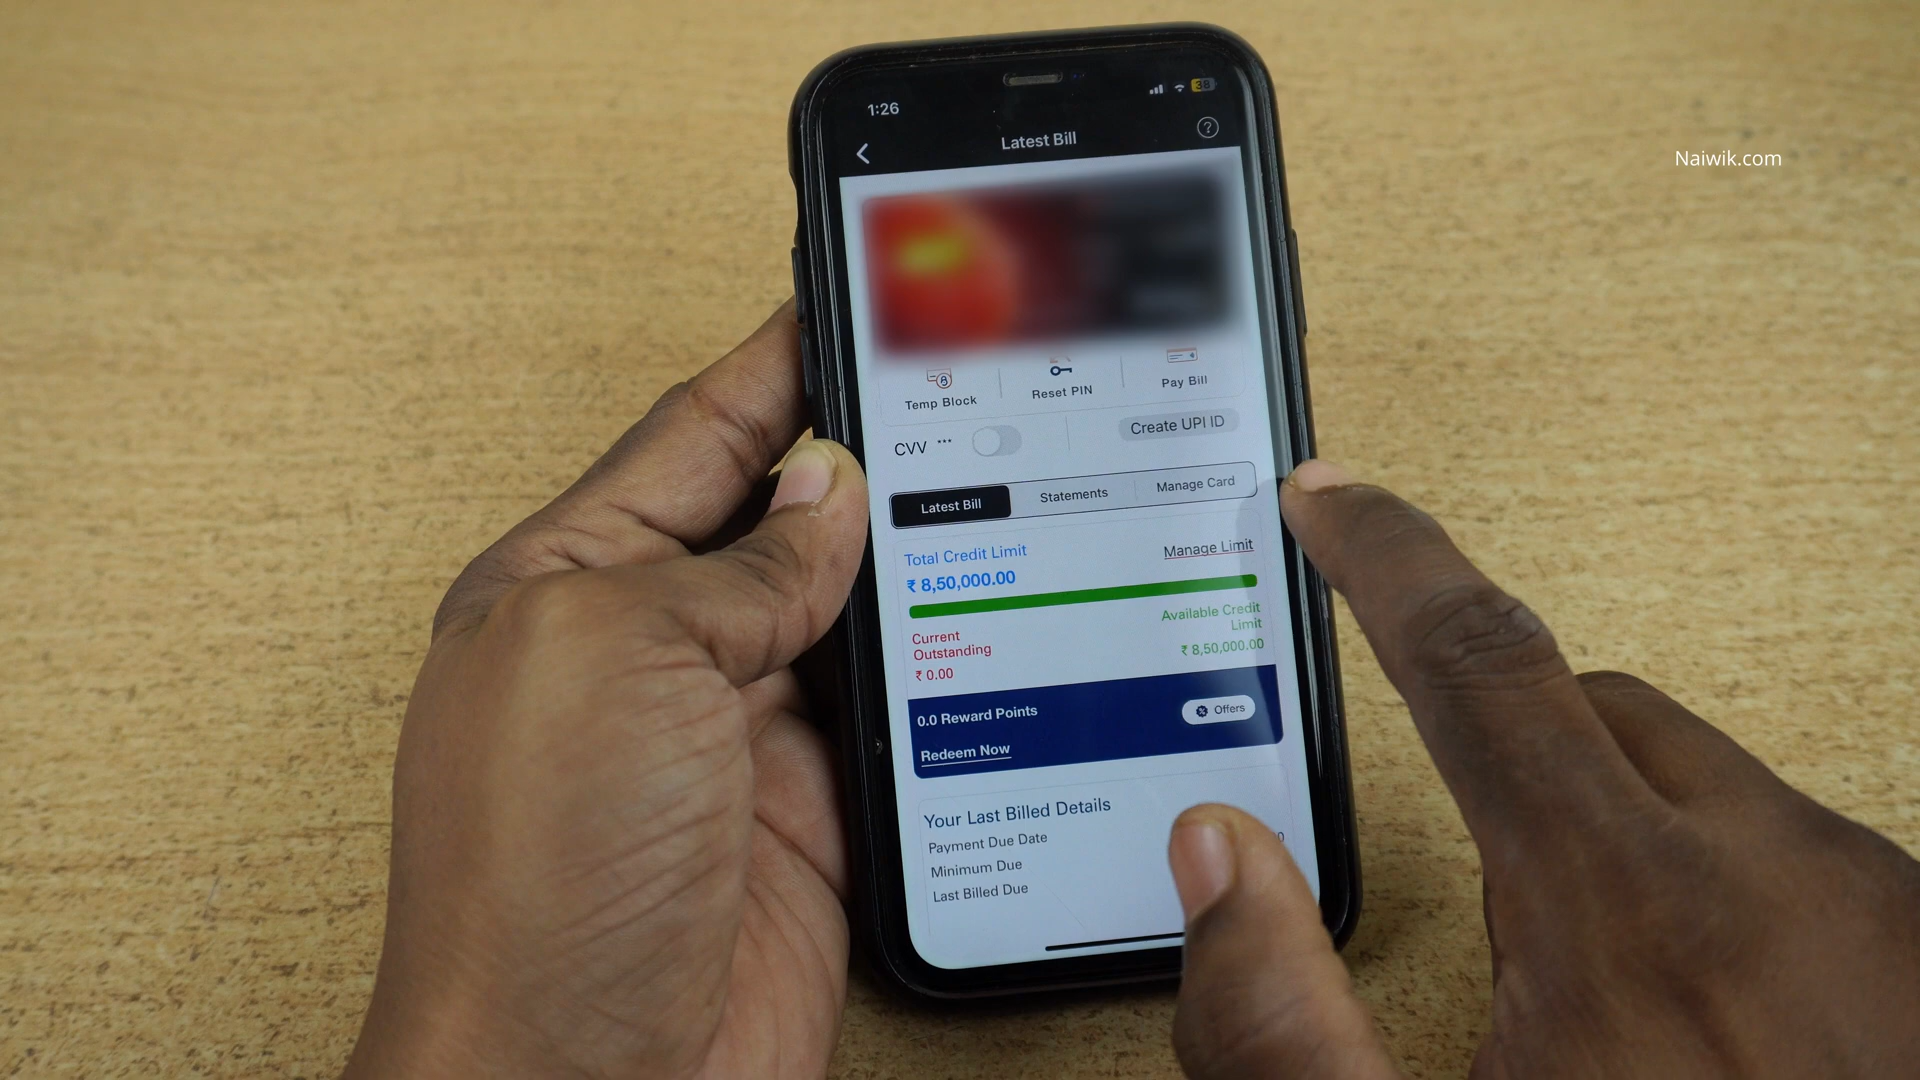 1:26
38
Latest Bill
?
Naiwik.com
Temp Block
Reset PIN
Pay Bill
CVV ***
Create UPI ID
Latest Bill
Statements
Manage Card
Total Credit Limit
Manage Limit
₹ 8,50,000.00
Current
Outstanding
₹ 0.00
Available Credit
Limit
₹ 8,50,000.00
0.0 Reward Points
Offers
Redeem Now
Your Last Billed Details
Payment Due Date
Minimum Due
Last Billed Due